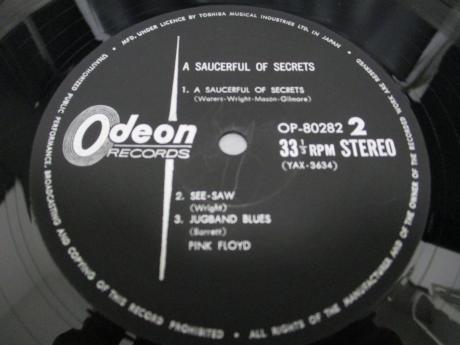 • MFD. UNDER LICENCE BY TOSHIBA MUSICAL INDUSTRIES LTD. IN JAPAN •
UNAUTHORIZED PUBLIC PERFORMANCE, BROADCASTING AND COPYING OF THIS RECORD PROHIBITED • ALL RIGHTS OF THE MANUFACTURER AND OF THE OWNER OF THE RECORDED WORK ARE RESERVED
A SAUCERFUL OF SECRETS
1. A SAUCERFUL OF SECRETS
(Waters-Wright-Mason-Gilmore)
Odeon
RECORDS
OP-80282 2
33⅓ RPM STEREO
(YAX-3634)
2. SEE-SAW
(Wright)
3. JUGBAND BLUES
(Barrett)
PINK FLOYD